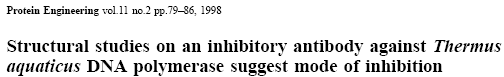 Protein Engineering vol.11 no.2 pp.79–86, 1998
Structural studies on an inhibitory antibody against Thermus
aquaticus DNA polymerase suggest mode of inhibition